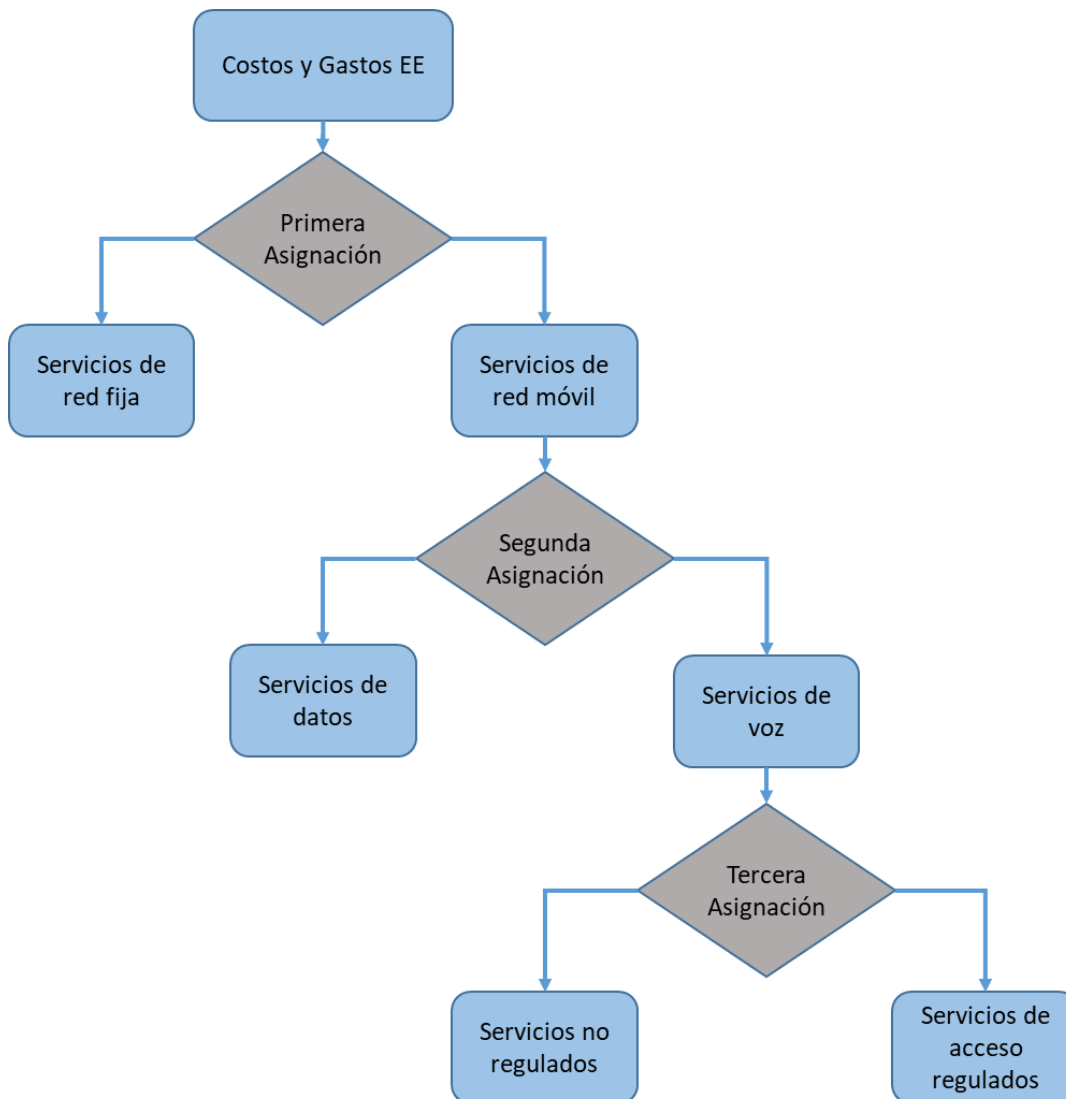 Costos y Gastos EE
Primera
Asignación
Servicios de
red fija
Servicios de
red móvil
Segunda
Asignación
Servicios de
datos
Servicios de
voz
Tercera
Asignación
Servicios no
regulados
Servicios de
acceso
regulados